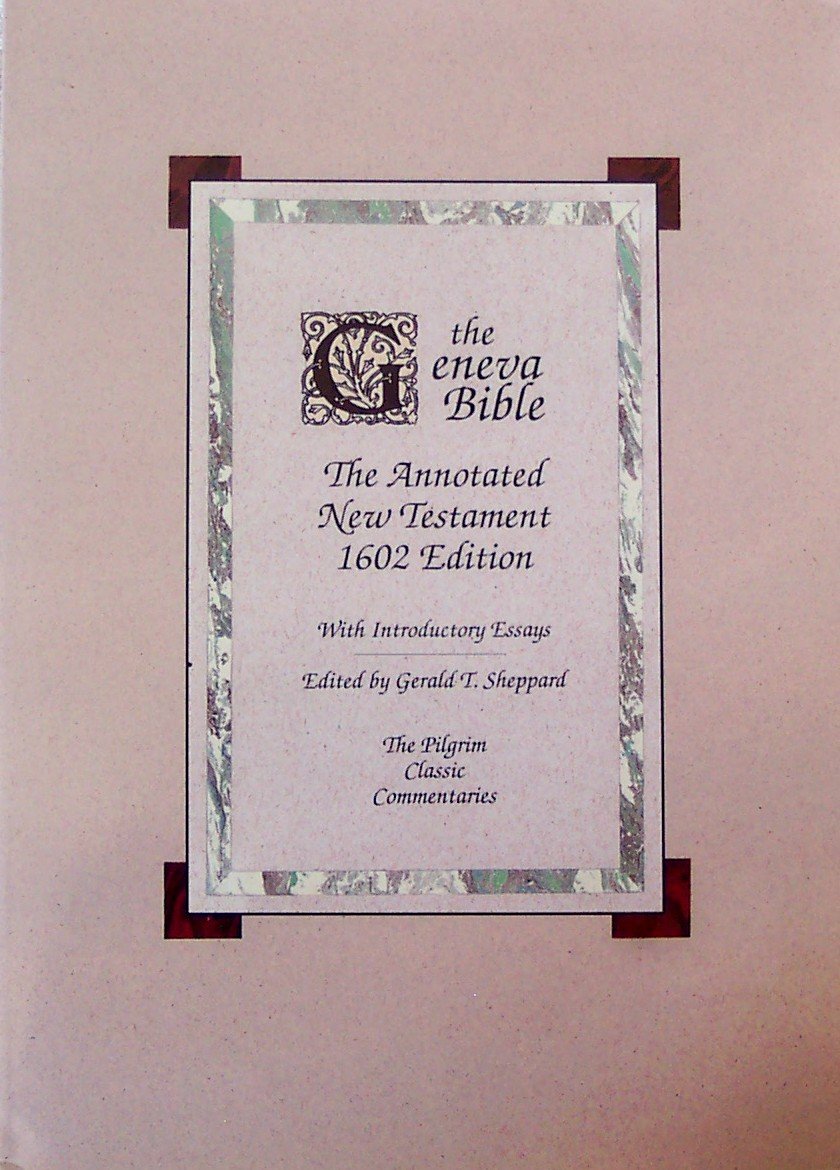 the
Geneva
Bible
The Annotated
New Testament
1602 Edition
With Introductory Essays
Edited by Gerald T. Sheppard
The Pilgrim
Classic
Commentaries